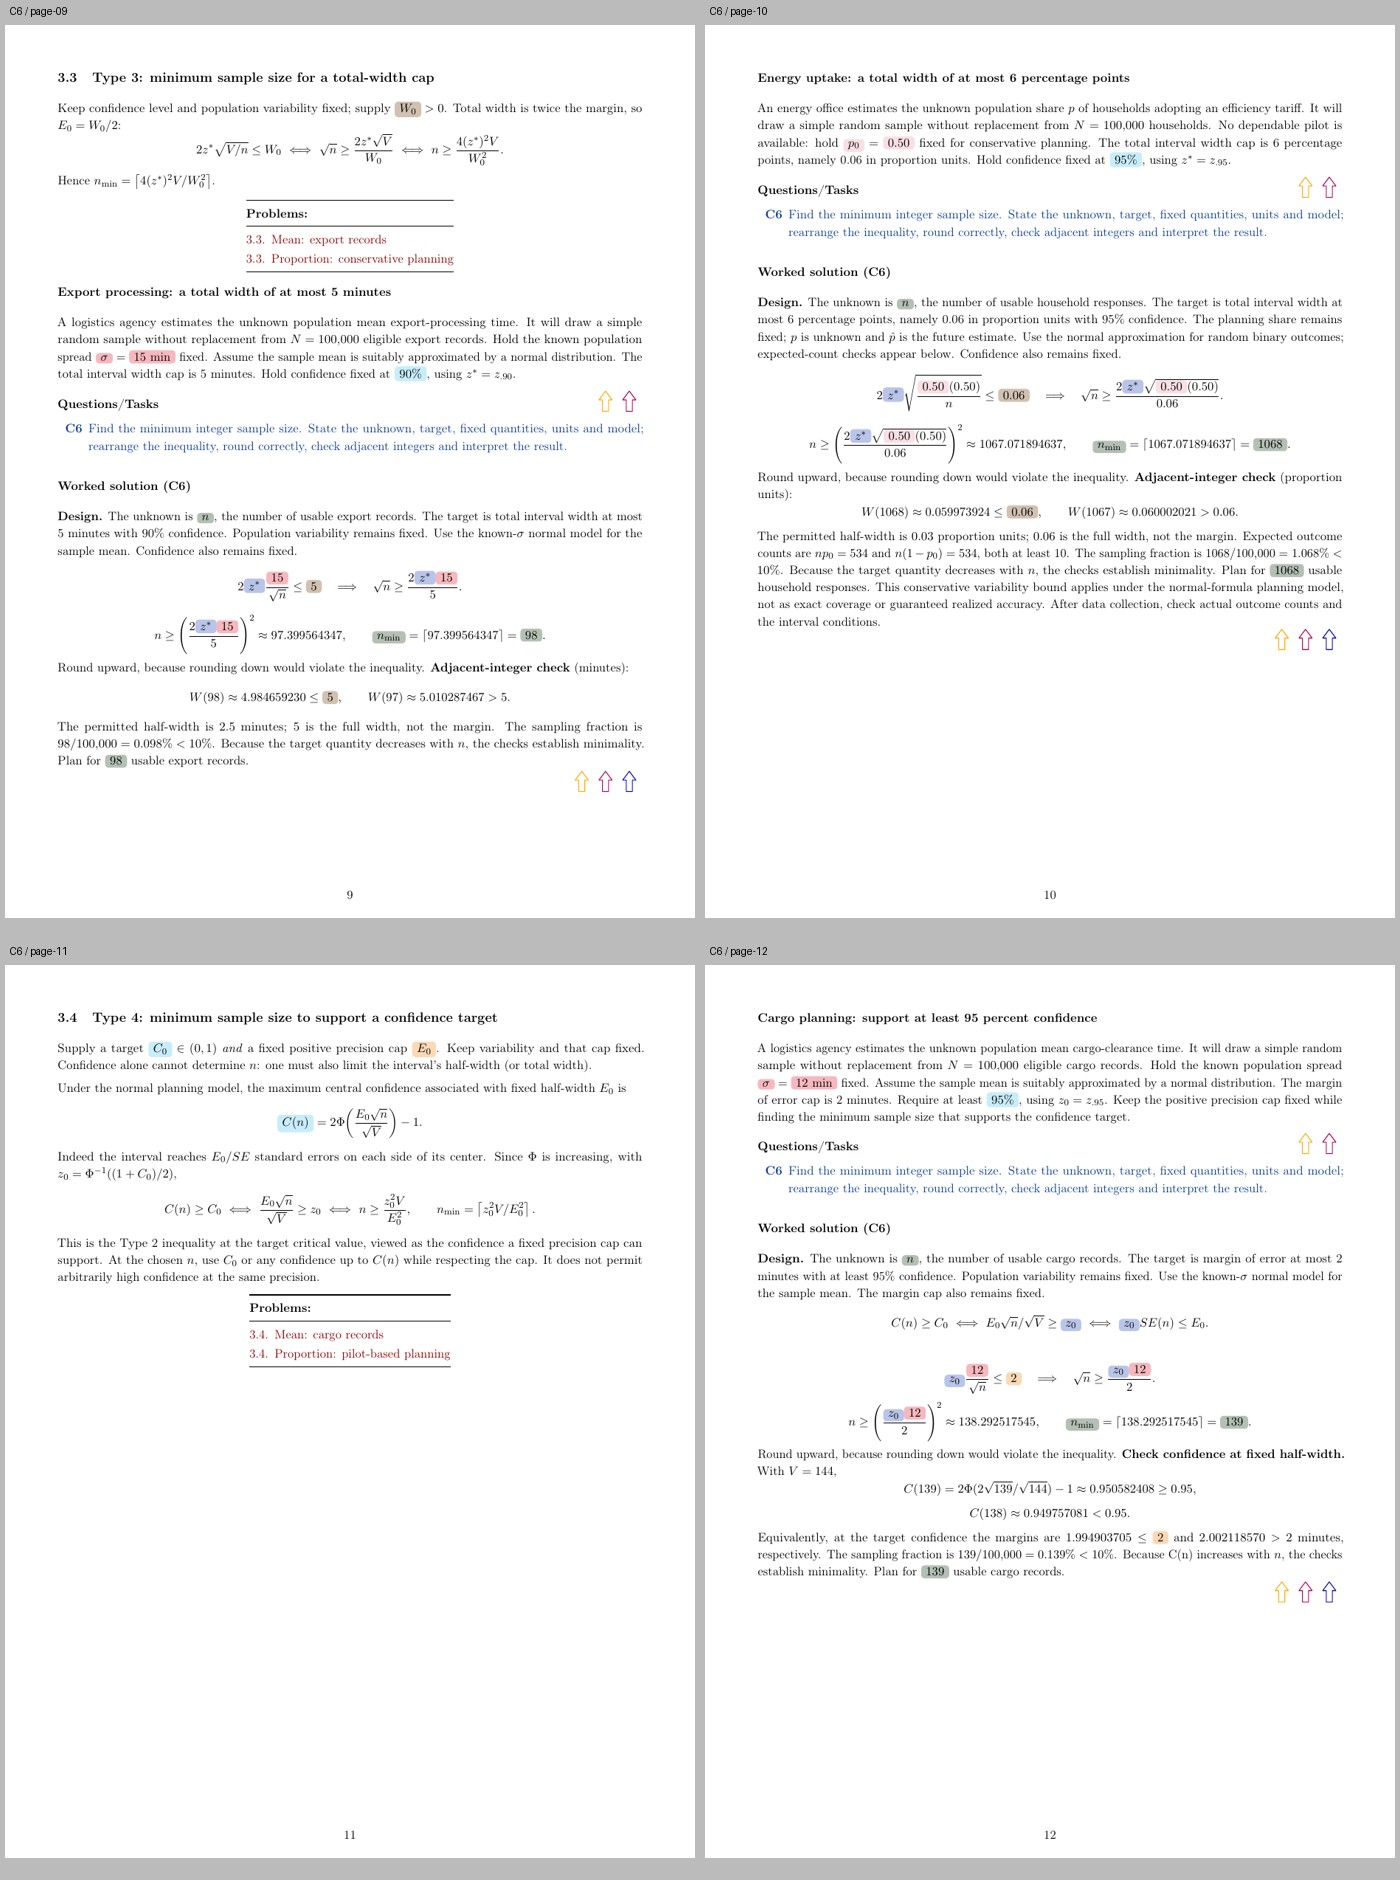 C6 / page-09
3.3 Type 3: minimum sample size for a total-width cap
Keep confidence level and population variability fixed; supply W₀ > 0. Total width is twice the margin, so
E₀ = W₀/2:
2z*√(V/n) ≤ W₀ ⟺ √n ≥ 2z*√V/W₀ ⟺ n ≥ 4(z*)²V/W₀².
Hence n_min = ⌈4(z*)²V/W₀²⌉.
Problems:
3.3. Mean: export records
3.3. Proportion: conservative planning
Export processing: a total width of at most 5 minutes
A logistics agency estimates the unknown population mean export-processing time. It will draw a simple
random sample without replacement from N = 100,000 eligible export records. Hold the known population
spread σ = 15 min fixed. Assume the sample mean is suitably approximated by a normal distribution. The
total interval width cap is 5 minutes. Hold confidence fixed at 90%, using z* = z.₉₀.
Questions/Tasks
⇧ ⇧
C6 Find the minimum integer sample size. State the unknown, target, fixed quantities, units and model;
rearrange the inequality, round correctly, check adjacent integers and interpret the result.
Worked solution (C6)
Design. The unknown is n, the number of usable export records. The target is total interval width at most
5 minutes with 90% confidence. Population variability remains fixed. Use the known-σ normal model for the
sample mean. Confidence also remains fixed.
2 z* 15/√n ≤ 5 ⟹ √n ≥ 2 z* 15/5.
n ≥ (2 z* 15/5)² ≈ 97.399564347, n_min = ⌈97.399564347⌉ = 98.
Round upward, because rounding down would violate the inequality. Adjacent-integer check (minutes):
W(98) ≈ 4.984659230 ≤ 5, W(97) ≈ 5.010287467 > 5.
The permitted half-width is 2.5 minutes; 5 is the full width, not the margin. The sampling fraction is
98/100,000 = 0.098% < 10%. Because the target quantity decreases with n, the checks establish minimality.
Plan for 98 usable export records.
⇧ ⇧ ⇧
9
C6 / page-10
Energy uptake: a total width of at most 6 percentage points
An energy office estimates the unknown population share p of households adopting an efficiency tariff. It will
draw a simple random sample without replacement from N = 100,000 households. No dependable pilot is
available: hold p₀ = 0.50 fixed for conservative planning. The total interval width cap is 6 percentage
points, namely 0.06 in proportion units. Hold confidence fixed at 95%, using z* = z.₉₅.
Questions/Tasks
⇧ ⇧
C6 Find the minimum integer sample size. State the unknown, target, fixed quantities, units and model;
rearrange the inequality, round correctly, check adjacent integers and interpret the result.
Worked solution (C6)
Design. The unknown is n, the number of usable household responses. The target is total interval width at
most 6 percentage points, namely 0.06 in proportion units with 95% confidence. The planning share remains
fixed; p is unknown and p̂ is the future estimate. Use the normal approximation for random binary outcomes;
expected-count checks appear below. Confidence also remains fixed.
2 z* √(0.50 (0.50)/n) ≤ 0.06 ⟹ √n ≥ 2 z* √(0.50 (0.50))/0.06.
n ≥ (2 z* √(0.50 (0.50))/0.06)² ≈ 1067.071894637, n_min = ⌈1067.071894637⌉ = 1068.
Round upward, because rounding down would violate the inequality. Adjacent-integer check (proportion
units):
W(1068) ≈ 0.059973924 ≤ 0.06, W(1067) ≈ 0.060002021 > 0.06.
The permitted half-width is 0.03 proportion units; 0.06 is the full width, not the margin. Expected outcome
counts are np₀ = 534 and n(1 − p₀) = 534, both at least 10. The sampling fraction is 1068/100,000 = 1.068% <
10%. Because the target quantity decreases with n, the checks establish minimality. Plan for 1068 usable
household responses. This conservative variability bound applies under the normal-formula planning model,
not as exact coverage or guaranteed realized accuracy. After data collection, check actual outcome counts and
the interval conditions.
⇧ ⇧ ⇧
10
C6 / page-11
3.4 Type 4: minimum sample size to support a confidence target
Supply a target C₀ ∈ (0, 1) and a fixed positive precision cap E₀. Keep variability and that cap fixed.
Confidence alone cannot determine n: one must also limit the interval's half-width (or total width).
Under the normal planning model, the maximum central confidence associated with fixed half-width E₀ is
C(n) = 2Φ(E₀√n/√V) − 1.
Indeed the interval reaches E₀/SE standard errors on each side of its center. Since Φ is increasing, with
z₀ = Φ⁻¹((1 + C₀)/2),
C(n) ≥ C₀ ⟺ E₀√n/√V ≥ z₀ ⟺ n ≥ z₀²V/E₀², n_min = ⌈z₀²V/E₀²⌉.
This is the Type 2 inequality at the target critical value, viewed as the confidence a fixed precision cap can
support. At the chosen n, use C₀ or any confidence up to C(n) while respecting the cap. It does not permit
arbitrarily high confidence at the same precision.
Problems:
3.4. Mean: cargo records
3.4. Proportion: pilot-based planning
11
C6 / page-12
Cargo planning: support at least 95 percent confidence
A logistics agency estimates the unknown population mean cargo-clearance time. It will draw a simple random
sample without replacement from N = 100,000 eligible cargo records. Hold the known population spread
σ = 12 min fixed. Assume the sample mean is suitably approximated by a normal distribution. The margin
of error cap is 2 minutes. Require at least 95%, using z₀ = z.₉₅. Keep the positive precision cap fixed while
finding the minimum sample size that supports the confidence target.
Questions/Tasks
⇧ ⇧
C6 Find the minimum integer sample size. State the unknown, target, fixed quantities, units and model;
rearrange the inequality, round correctly, check adjacent integers and interpret the result.
Worked solution (C6)
Design. The unknown is n, the number of usable cargo records. The target is margin of error at most 2
minutes with at least 95% confidence. Population variability remains fixed. Use the known-σ normal model for
the sample mean. The margin cap also remains fixed.
C(n) ≥ C₀ ⟺ E₀√n/√V ≥ z₀ ⟺ z₀ SE(n) ≤ E₀.
z₀ 12/√n ≤ 2 ⟹ √n ≥ z₀ 12/2.
n ≥ (z₀ 12/2)² ≈ 138.292517545, n_min = ⌈138.292517545⌉ = 139.
Round upward, because rounding down would violate the inequality. Check confidence at fixed half-width.
With V = 144,
C(139) = 2Φ(2√139/√144) − 1 ≈ 0.950582408 ≥ 0.95,
C(138) ≈ 0.949757081 < 0.95.
Equivalently, at the target confidence the margins are 1.994903705 ≤ 2 and 2.002118570 > 2 minutes,
respectively. The sampling fraction is 139/100,000 = 0.139% < 10%. Because C(n) increases with n, the checks
establish minimality. Plan for 139 usable cargo records.
⇧ ⇧ ⇧
12